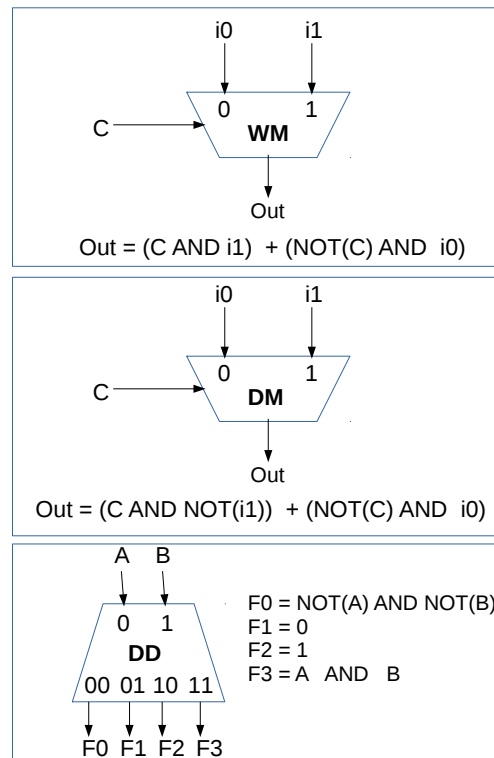 i0 i1
0 1
C
WM
Out
Out = (C AND i1) + (NOT(C) AND i0)
i0 i1
0 1
C
DM
Out
Out = (C AND NOT(i1)) + (NOT(C) AND i0)
A B
0 1
DD
00 01 10 11
F0 F1 F2 F3
F0 = NOT(A) AND NOT(B)
F1 = 0
F2 = 1
F3 = A AND B